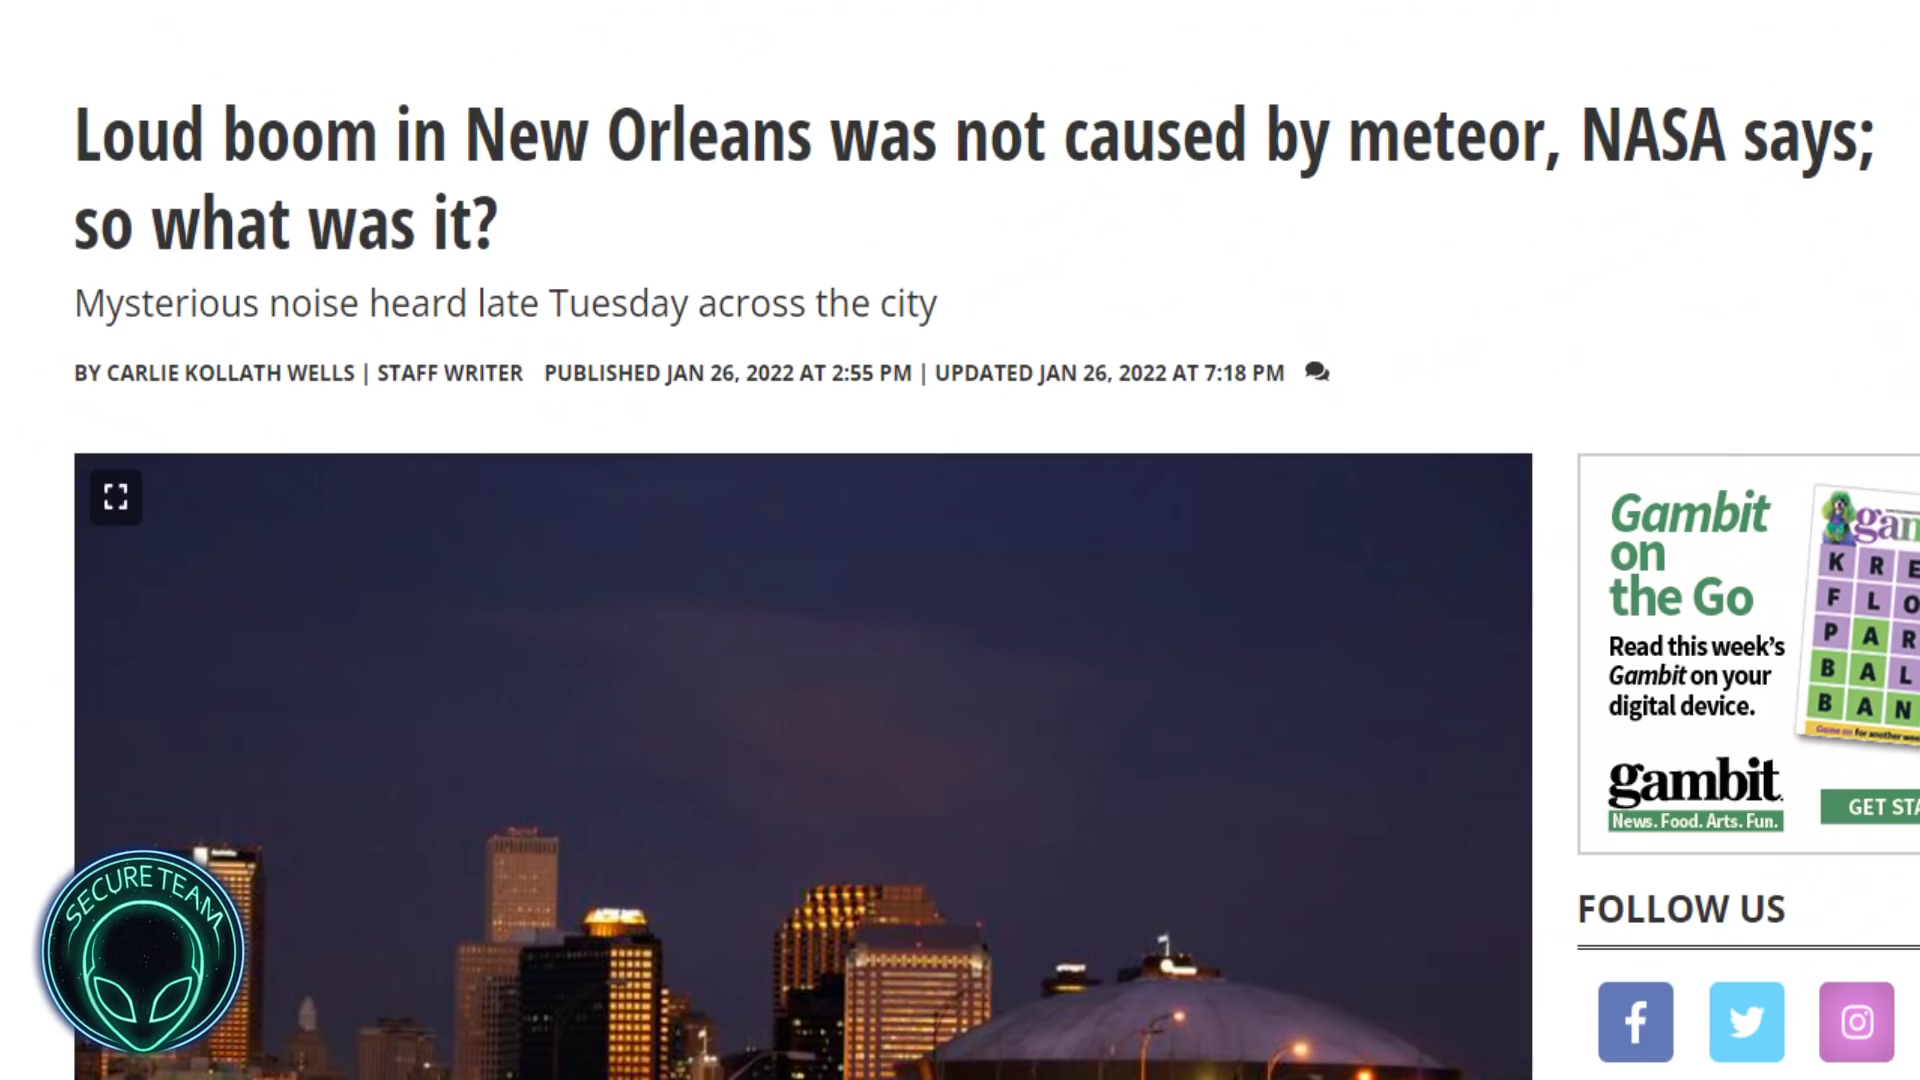 Loud boom in New Orleans was not caused by meteor, NASA says;
so what was it?
Mysterious noise heard late Tuesday across the city
BY CARLIE KOLLATH WELLS | STAFF WRITER PUBLISHED JAN 26, 2022 AT 2:55 PM | UPDATED JAN 26, 2022 AT 7:18 PM
Gambit
on
the Go
Read this week's
Gambit on your
digital device.
gambit
News. Food. Arts. Fun.
gam
K R E
F L O
P A R
B A L
B A N
GET STA
FOLLOW US
SECURE TEAM